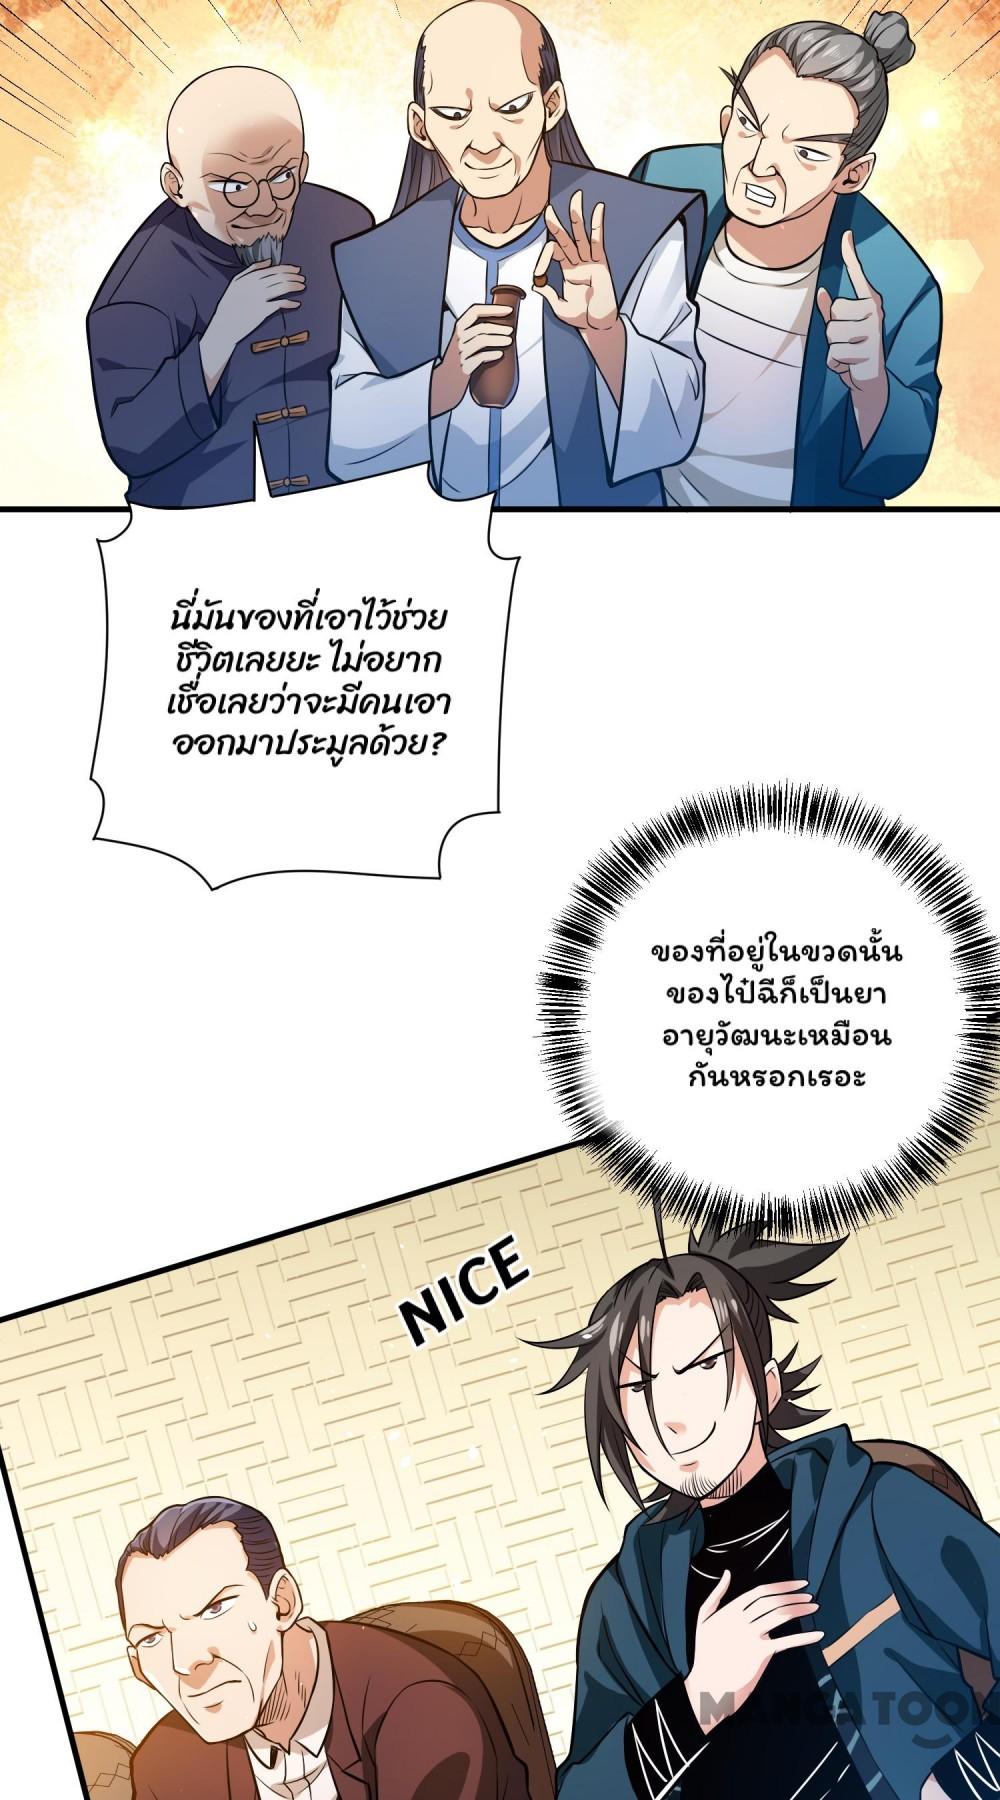 นี่มันของที่เอาไว้ช่วย
ชีวิตเลยยะ ไม่อยาก
เชื่อเลยว่าจะมีคนเอา
ออกมาประมูลด้วย?
ของที่อยู่ในขวดนั้น
ของไป๋ฉีก็เป็นยา
อายุวัฒนะเหมือน
กันหรอกเรอะ
NICE
MANGA TOON